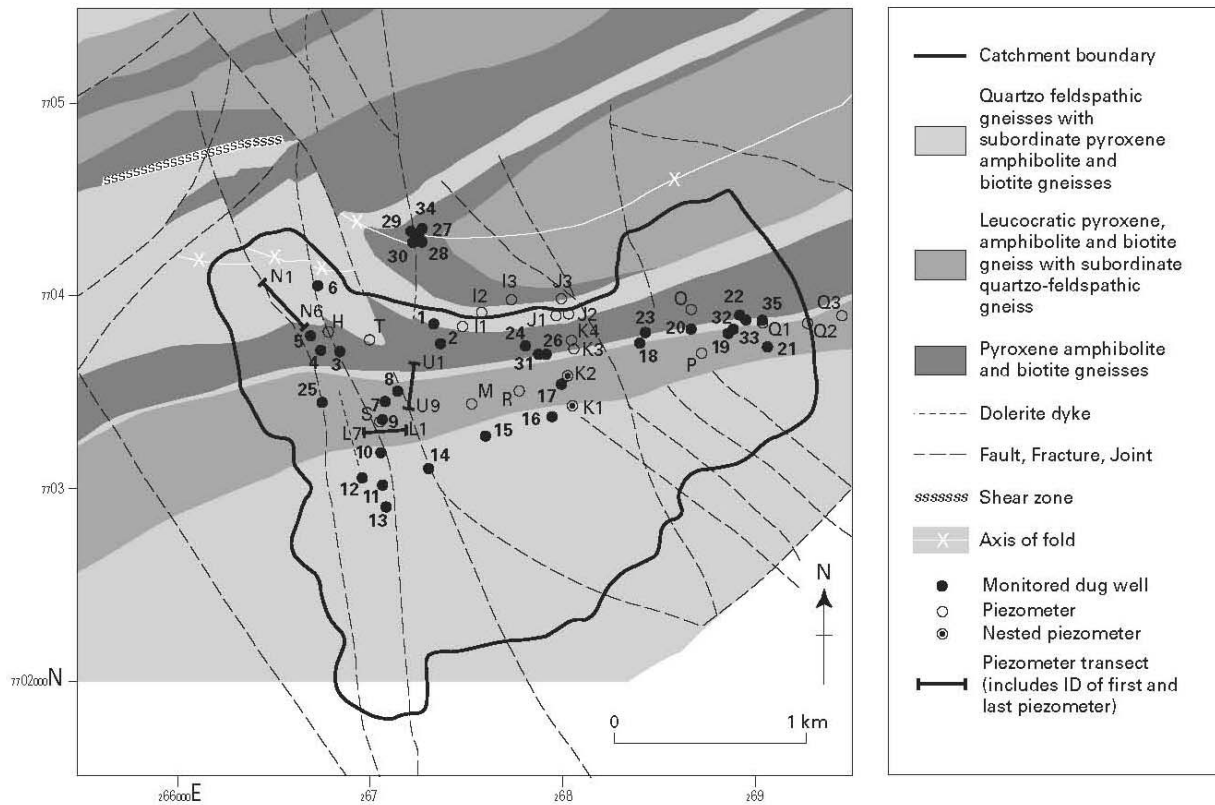 7705
7704
7703
7702000N
266000E
267
268
269
N1
N6
H
T
6
5
4
3
25
29
34
27
30
28
I3
J3
I2
I1
J1
J2
K4
K3
K2
K1
1
2
24
26
31
23
18
O
20
22
32
35
Q3
19
33
Q1
Q2
21
P
8
U1
7
U9
S
9
L7
L1
M
R
17
16
15
14
10
12
11
13
N
0
1 km
Catchment boundary
Quartzo feldspathic
gneisses with
subordinate pyroxene
amphibolite and
biotite gneisses
Leucocratic pyroxene,
amphibolite and biotite
gneiss with subordinate
quartzo-feldspathic
gneiss
Pyroxene amphibolite
and biotite gneisses
Dolerite dyke
Fault, Fracture, Joint
sssssssss
Shear zone
X
Axis of fold
Monitored dug well
Piezometer
Nested piezometer
Piezometer transect
(includes ID of first and
last piezometer)